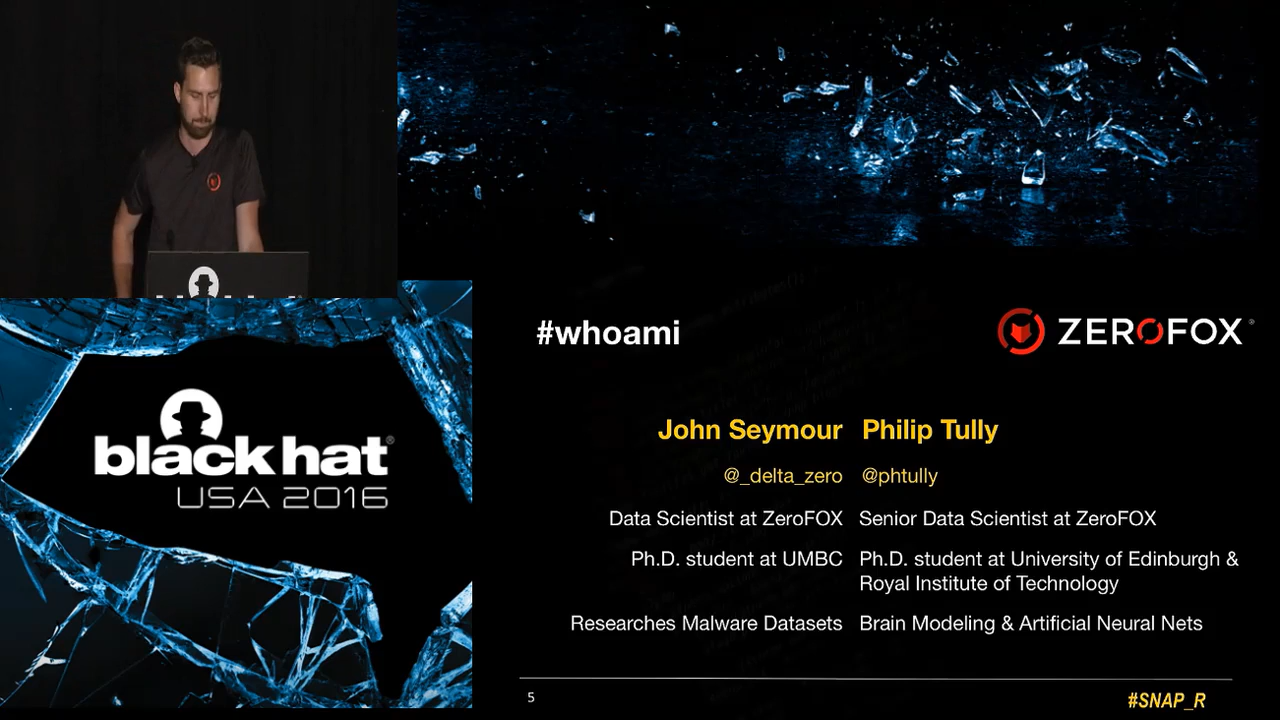 black hat
USA 2016
#whoami
ZEROFOX
John Seymour Philip Tully
@_delta_zero @phtully
Data Scientist at ZeroFOX Senior Data Scientist at ZeroFOX
Ph.D. student at UMBC Ph.D. student at University of Edinburgh &
Royal Institute of Technology
Researches Malware Datasets Brain Modeling & Artificial Neural Nets
5
#SNAP_R